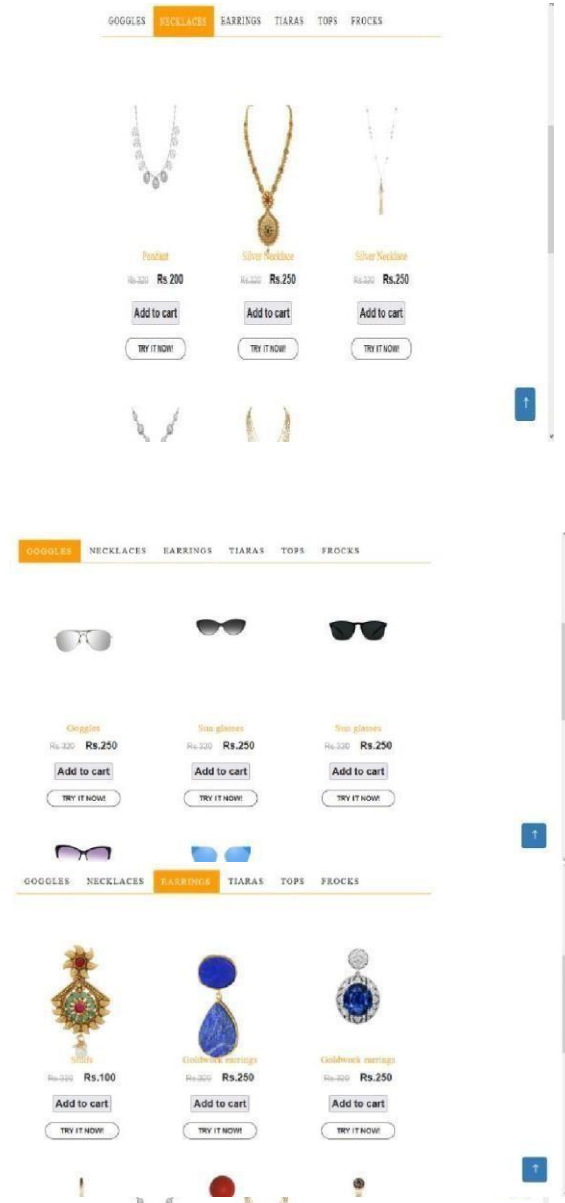 GOGGLES NECKLACES EARRINGS TIARAS TOPS FROCKS
Pendant Silver Necklace Silver Necklace
Rs.320 Rs 200 Rs.320 Rs.250 Rs.320 Rs.250
Add to cart Add to cart Add to cart
TRY IT NOW! TRY IT NOW! TRY IT NOW!
↑
GOGGLES NECKLACES EARRINGS TIARAS TOPS FROCKS
Goggles Sun glasses Sun glasses
Rs.320 Rs.250 Rs.320 Rs.250 Rs.320 Rs.250
Add to cart Add to cart Add to cart
TRY IT NOW! TRY IT NOW! TRY IT NOW!
↑
GOGGLES NECKLACES EARRINGS TIARAS TOPS FROCKS
Goldwork earrings Goldwork earrings
Rs.320 Rs.100 Rs.320 Rs.250 Rs.320 Rs.250
Add to cart Add to cart Add to cart
TRY IT NOW! TRY IT NOW! TRY IT NOW!
↑